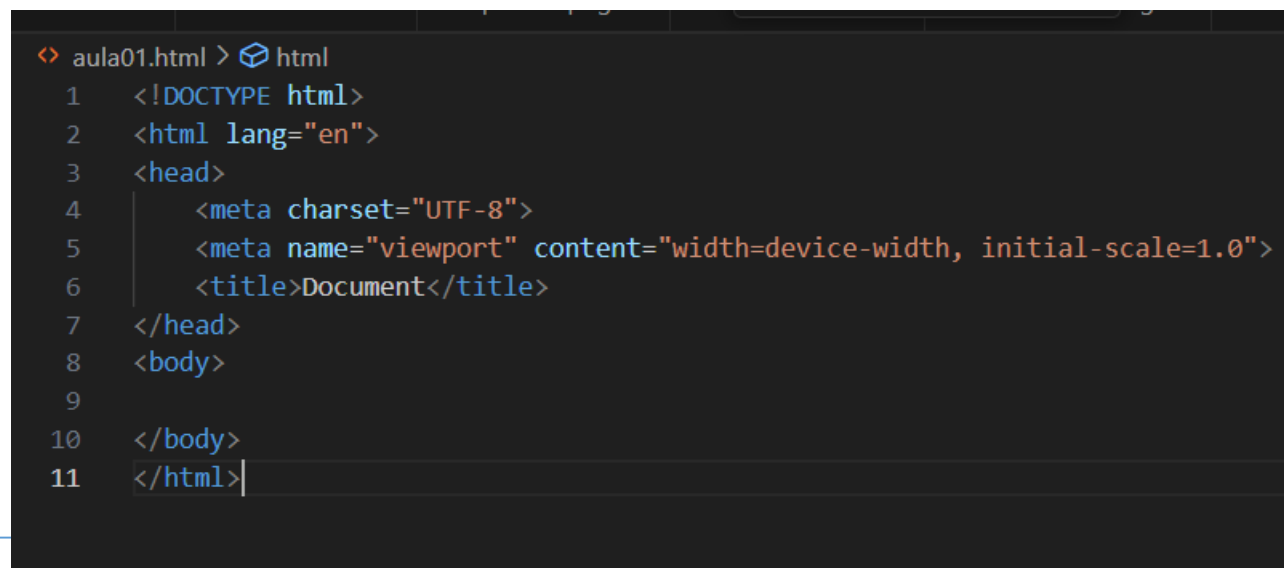 aula01.html > html
1 <!DOCTYPE html>
2 <html lang="en">
3 <head>
4     <meta charset="UTF-8">
5     <meta name="viewport" content="width=device-width, initial-scale=1.0">
6     <title>Document</title>
7 </head>
8 <body>
9
10 </body>
11 </html>